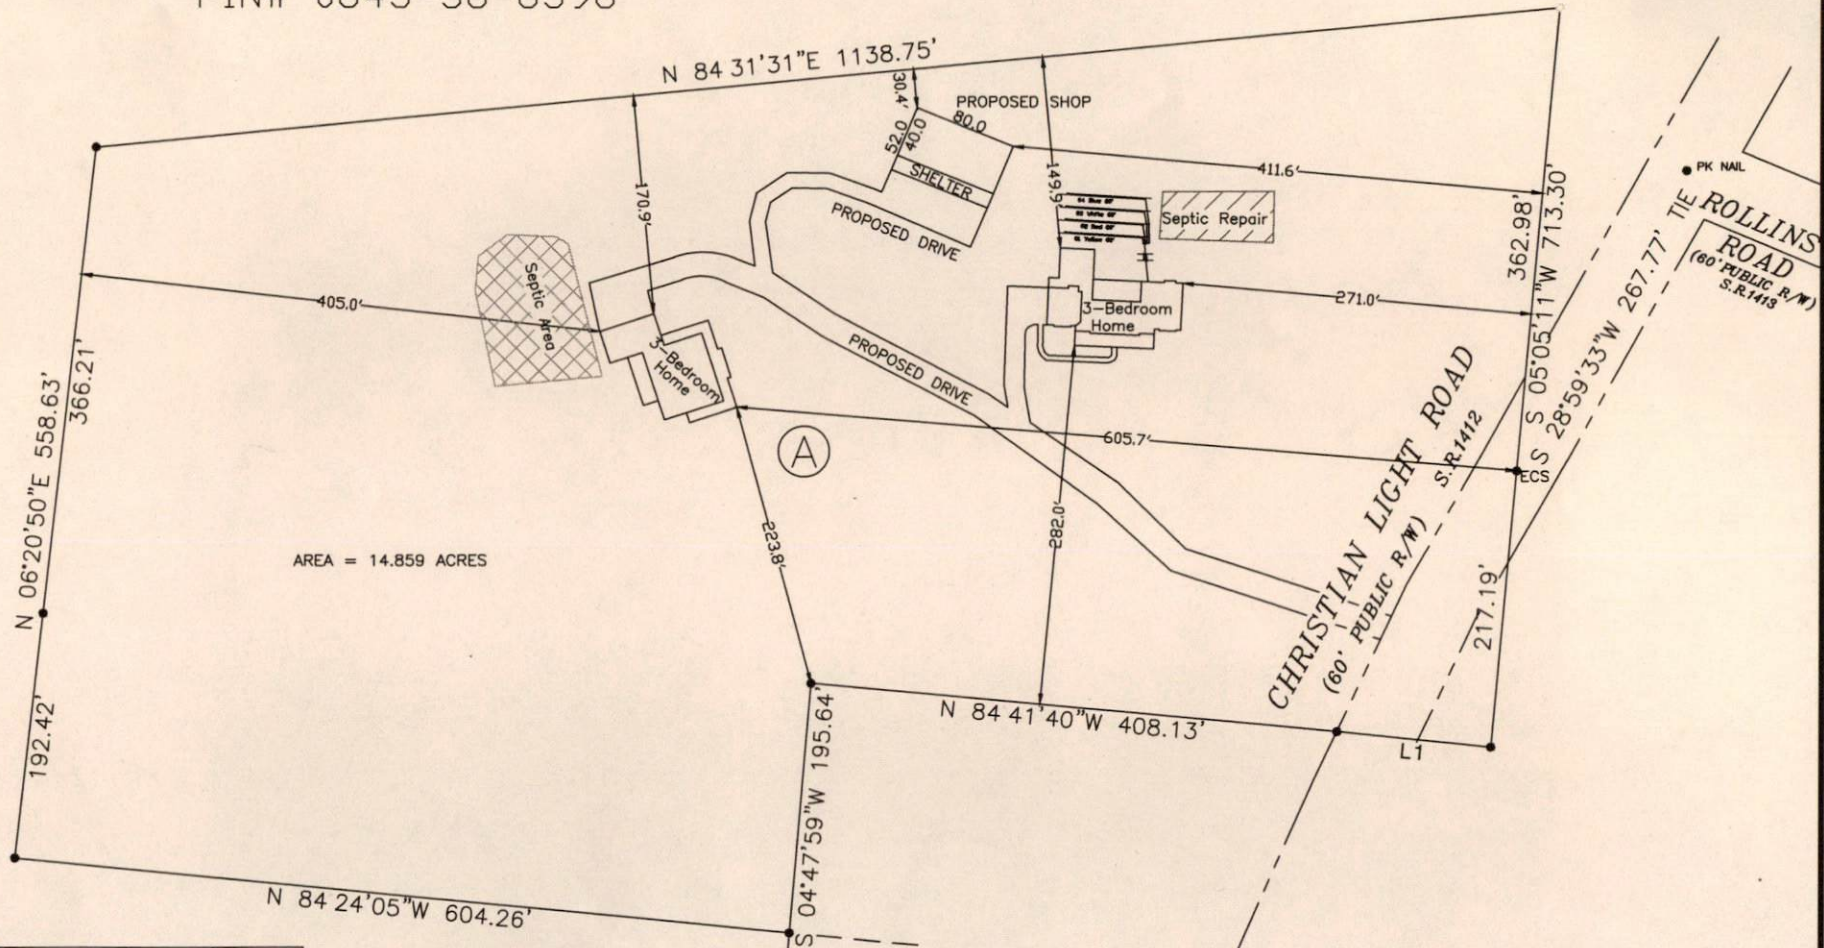 N 84 31'31"E 1138.75'
30.4'
PROPOSED SHOP
80.0
52.0
40.0
SHELTER
411.6'
PK NAIL
170.9'
149.9'
Septic Repair
PROPOSED DRIVE
TIE
ROLLINS
ROAD
(60' PUBLIC R/W)
S.R.1413
362.98'
S 05°05'11"W 713.30'
S 28°59'33"W 267.77'
Septic Area
405.0'
271.0'
3-Bedroom
Home
3-Bedroom
Home
PROPOSED DRIVE
366.21'
N 06°20'50"E 558.63'
605.7'
A
ECS
CHRISTIAN LIGHT ROAD
S.R.1412
(60' PUBLIC R/W)
AREA = 14.859 ACRES
223.8'
282.0'
217.19'
N 84 41'40"W 408.13'
L1
192.42'
S 04°47'59"W 195.64'
N 84 24'05"W 604.26'